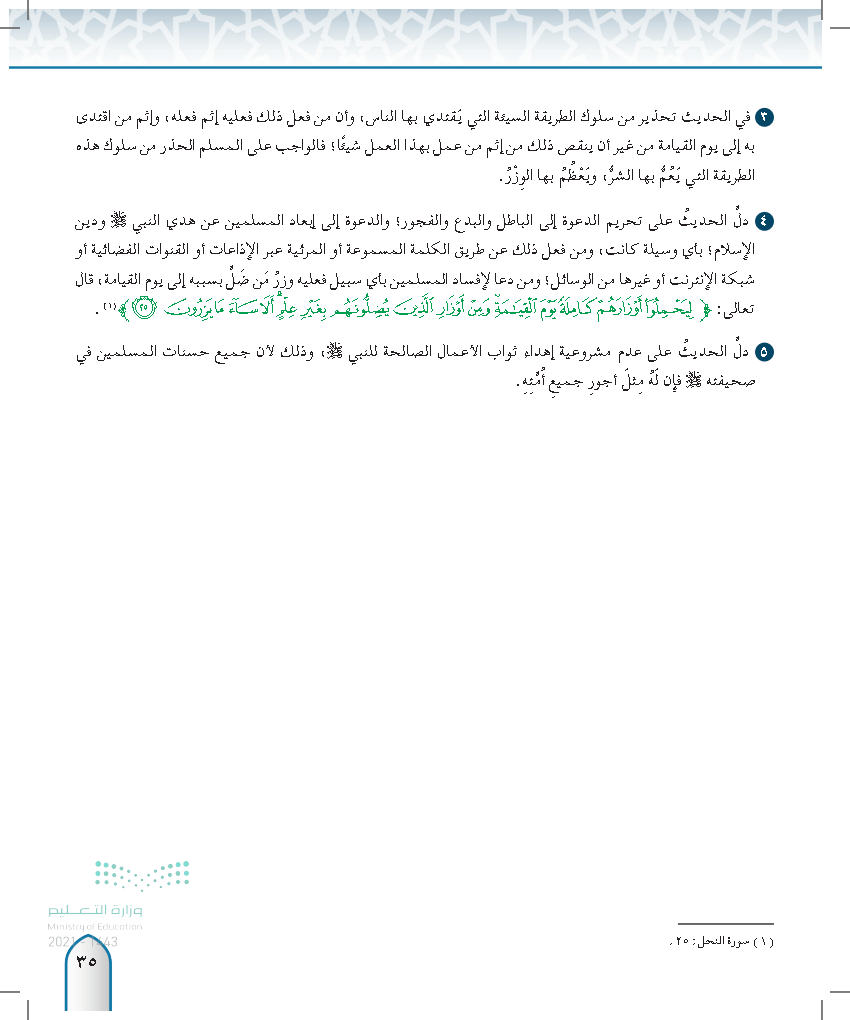 ٣ في الحديث تحذير من سلوك الطريقة السيئة التي يَقتدي بها الناس، وأن من فعل ذلك فعليه إثم فعله، وإثم من اقتدى
به إلى يوم القيامة من غير أن ينقص ذلك من إثم من عمل بهذا العمل شيئًا؛ فالواجب على المسلم الحذر من سلوك هذه
الطريقة التي يَعُمُّ بها الشرُّ، ويَعْظُمُ بها الوِزْرُ.
٤ دلَّ الحديثُ على تحريم الدعوة إلى الباطل والبدع والفجور؛ والدعوة إلى إبعاد المسلمين عن هدي النبي ﷺ ودين
الإسلام؛ بأي وسيلة كانت، ومن فعل ذلك عن طريق الكلمة المسموعة أو المرئية عبر الإذاعات أو القنوات الفضائية أو
شبكة الإنترنت أو غيرها من الوسائل؛ ومن دعا لإفساد المسلمين بأي سبيل فعليه وزرُ مَن ضَلَّ بسببه إلى يوم القيامة، قال
تعالى: ﴿ لِيَحْمِلُوٓا۟ أَوْزَارَهُمْ كَامِلَةً يَوْمَ ٱلْقِيَٰمَةِ ۙ وَمِنْ أَوْزَارِ ٱلَّذِينَ يُضِلُّونَهُم بِغَيْرِ عِلْمٍ ۗ أَلَا سَآءَ مَا يَزِرُونَ ٢٥ ﴾ (١) .
٥ دلَّ الحديثُ على عدم مشروعية إهداء ثواب الأعمال الصالحة للنبي ﷺ، وذلك لأن جميع حسنات المسلمين في
صحيفته ﷺ فإن لَهُ مِثلَ أجورِ جميعِ أُمَّتِهِ.
وزارة التعـــليم
Ministry of Education
2021 - 1443
(١) سورة النحل: ٢٥.
٣٥